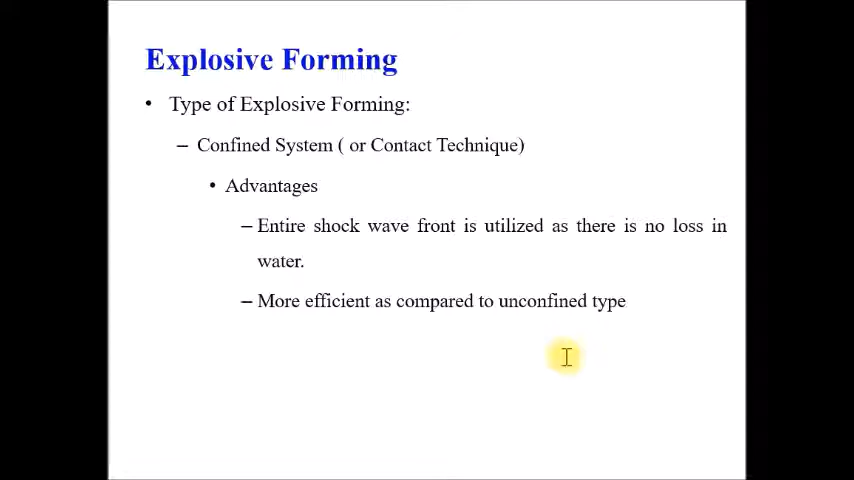 Explosive Forming
• Type of Explosive Forming:
– Confined System ( or Contact Technique)
• Advantages
– Entire shock wave front is utilized as there is no loss in
water.
– More efficient as compared to unconfined type